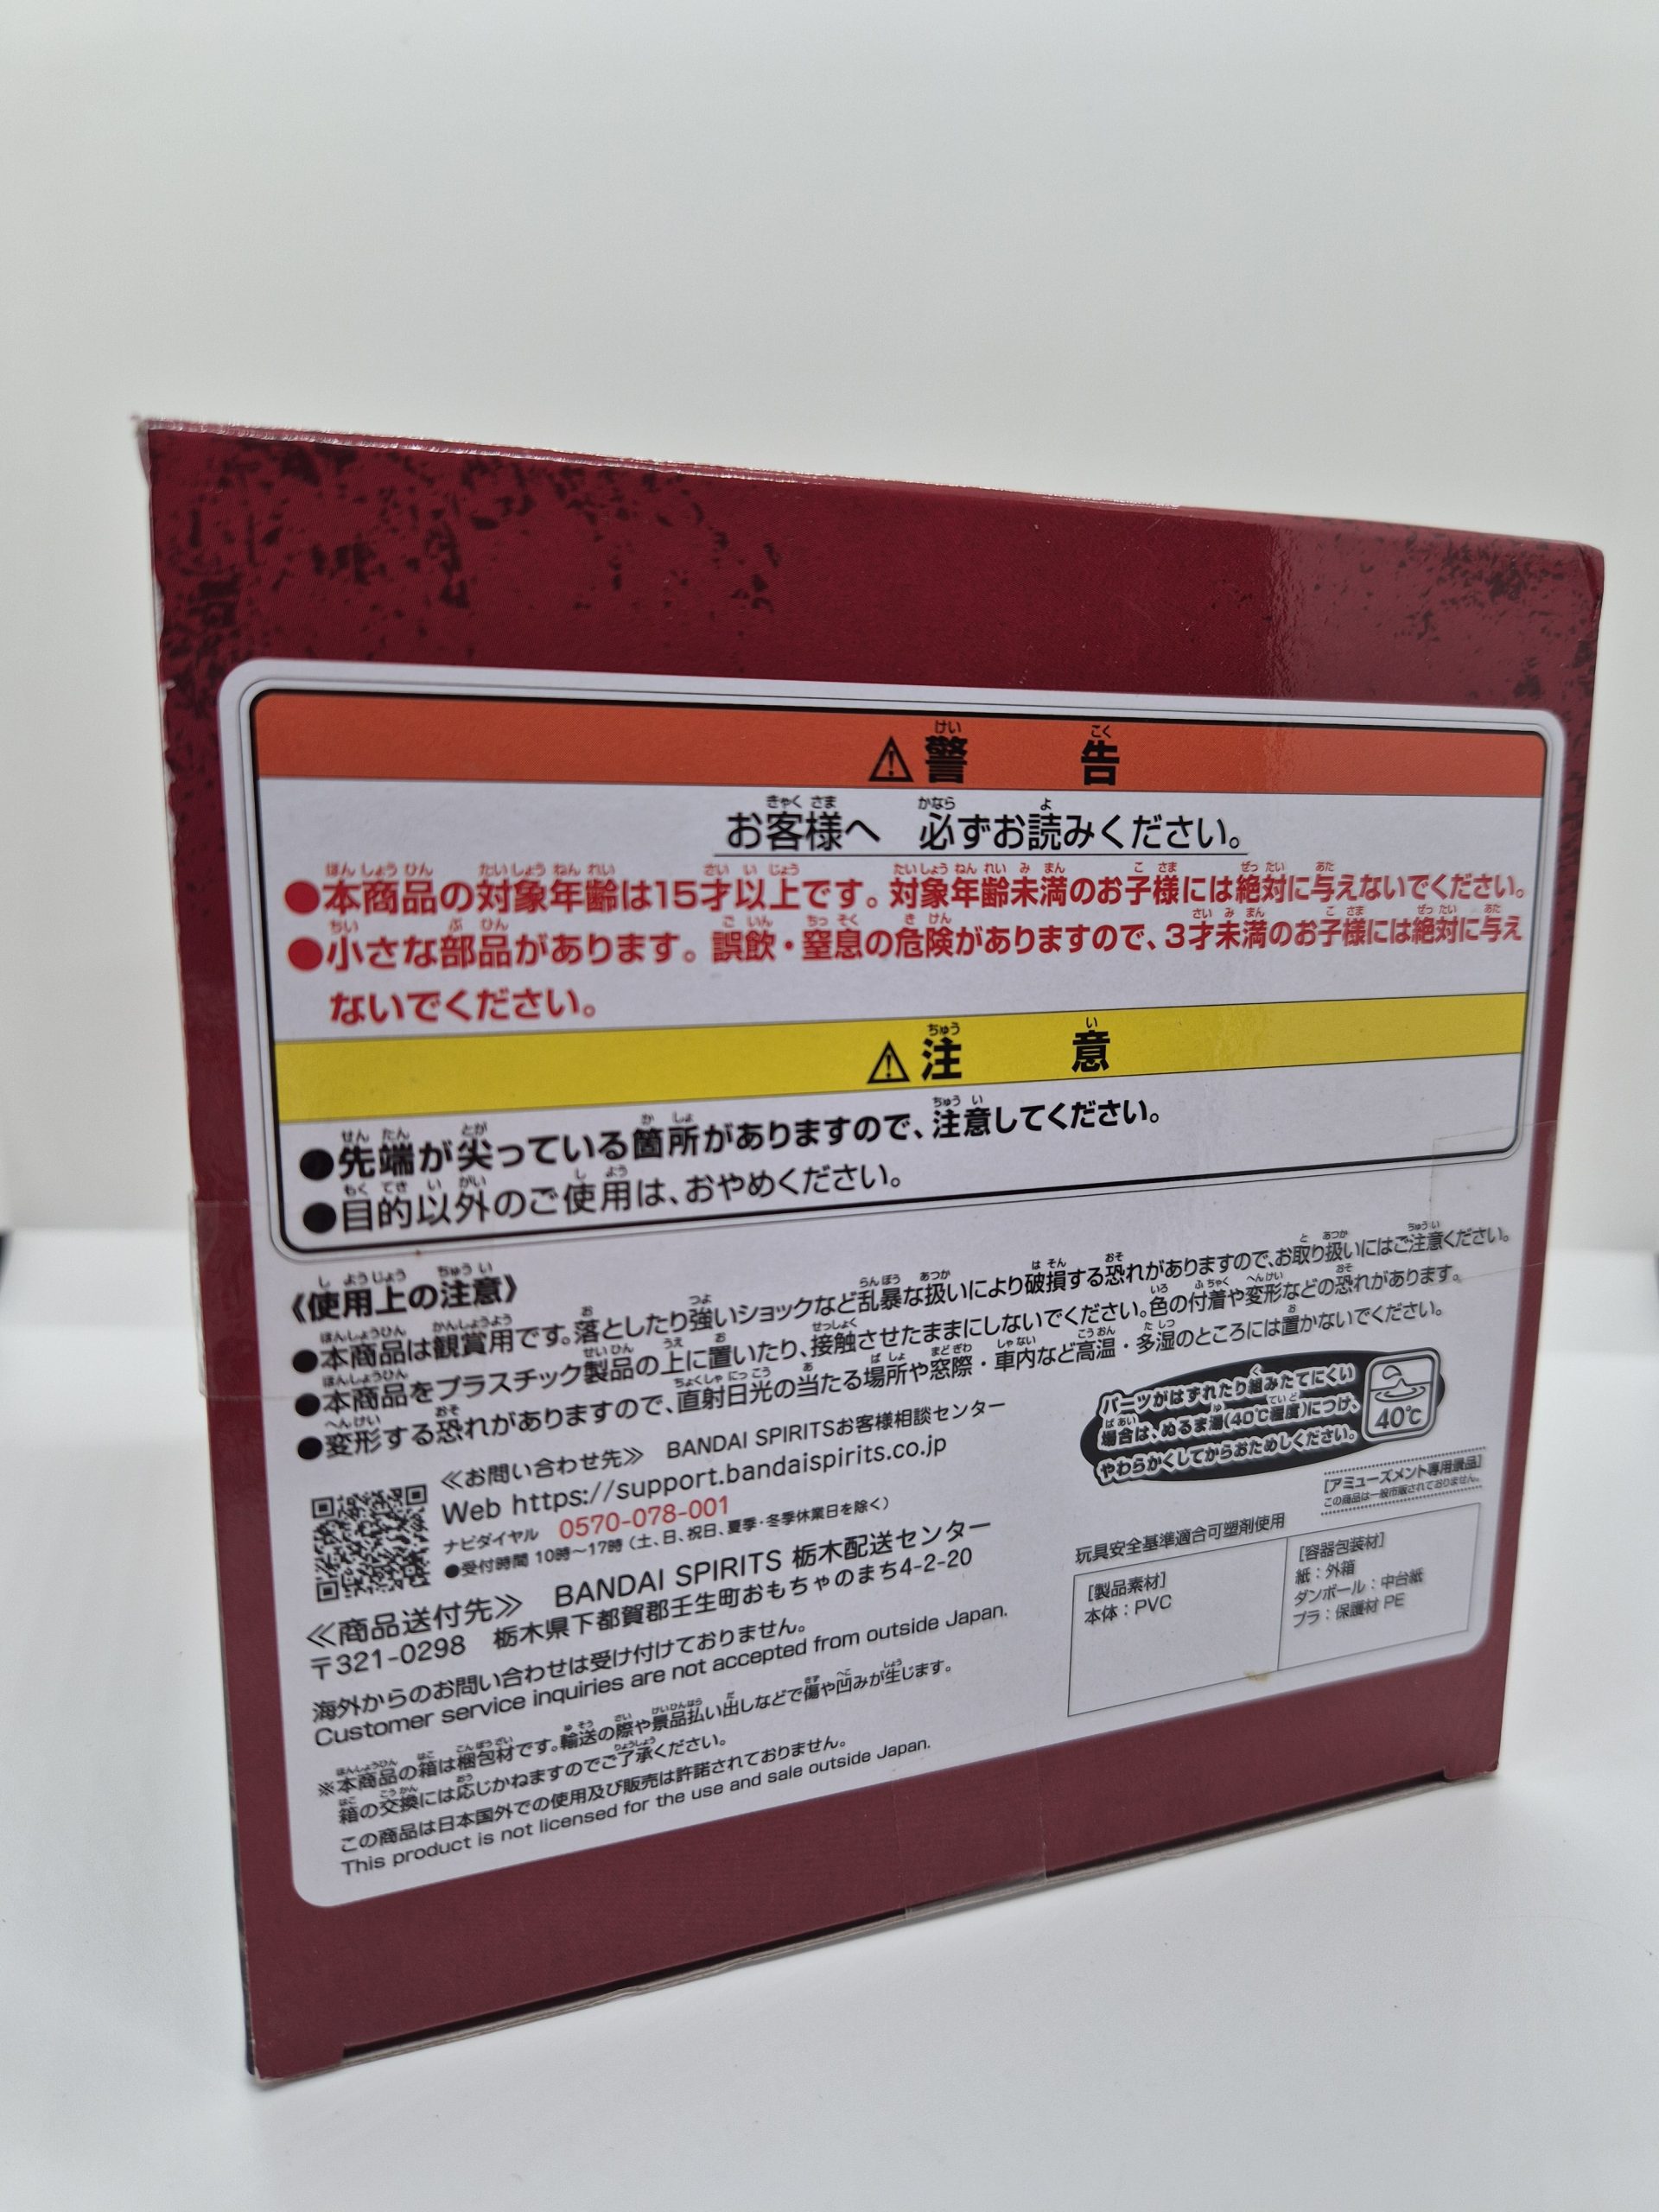 ⚠警告
お客様へ 必ずお読みください。
●本商品の対象年齢は15才以上です。対象年齢未満のお子様には絶対に与えないでください。
●小さな部品があります。誤飲・窒息の危険がありますので、3才未満のお子様には絶対に与え
ないでください。
⚠注意
●先端が尖っている箇所がありますので、注意してください。
●目的以外のご使用は、おやめください。
《使用上の注意》
●本商品は観賞用です。落としたり強いショックなど乱暴な扱いにより破損する恐れがありますので、お取り扱いにはご注意ください。
●本商品をプラスチック製品の上に置いたり、接触させたままにしないでください。色の付着や変形などの恐れがあります。
●変形する恐れがありますので、直射日光の当たる場所や窓際・車内など高温・多湿のところには置かないでください。
≪お問い合わせ先≫ BANDAI SPIRITSお客様相談センター
Web https://support.bandaispirits.co.jp
ナビダイヤル 0570-078-001
●受付時間 10時〜17時（土、日、祝日、夏季・冬季休業日を除く）
≪商品送付先≫ BANDAI SPIRITS 栃木配送センター
〒321-0298 栃木県下都賀郡壬生町おもちゃのまち4-2-20
海外からのお問い合わせは受け付けておりません。
Customer service inquiries are not accepted from outside Japan.
※本商品の箱は梱包材です。輸送の際や景品払い出しなどで傷や凹みが生じます。
箱の交換には応じかねますのでご了承ください。
この商品は日本国外での使用及び販売は許諾されておりません。
This product is not licensed for the use and sale outside Japan.
パーツがはずれたり組みたてにくい
場合は、ぬるま湯(40℃程度)につけ、
やわらかくしてからおためしください。
40℃
［アミューズメント専用景品］
この商品は一般市販されておりません。
玩具安全基準適合可塑剤使用
［製品素材］
本体：PVC
［容器包装材］
紙：外箱
ダンボール：中台紙
プラ：保護材 PE